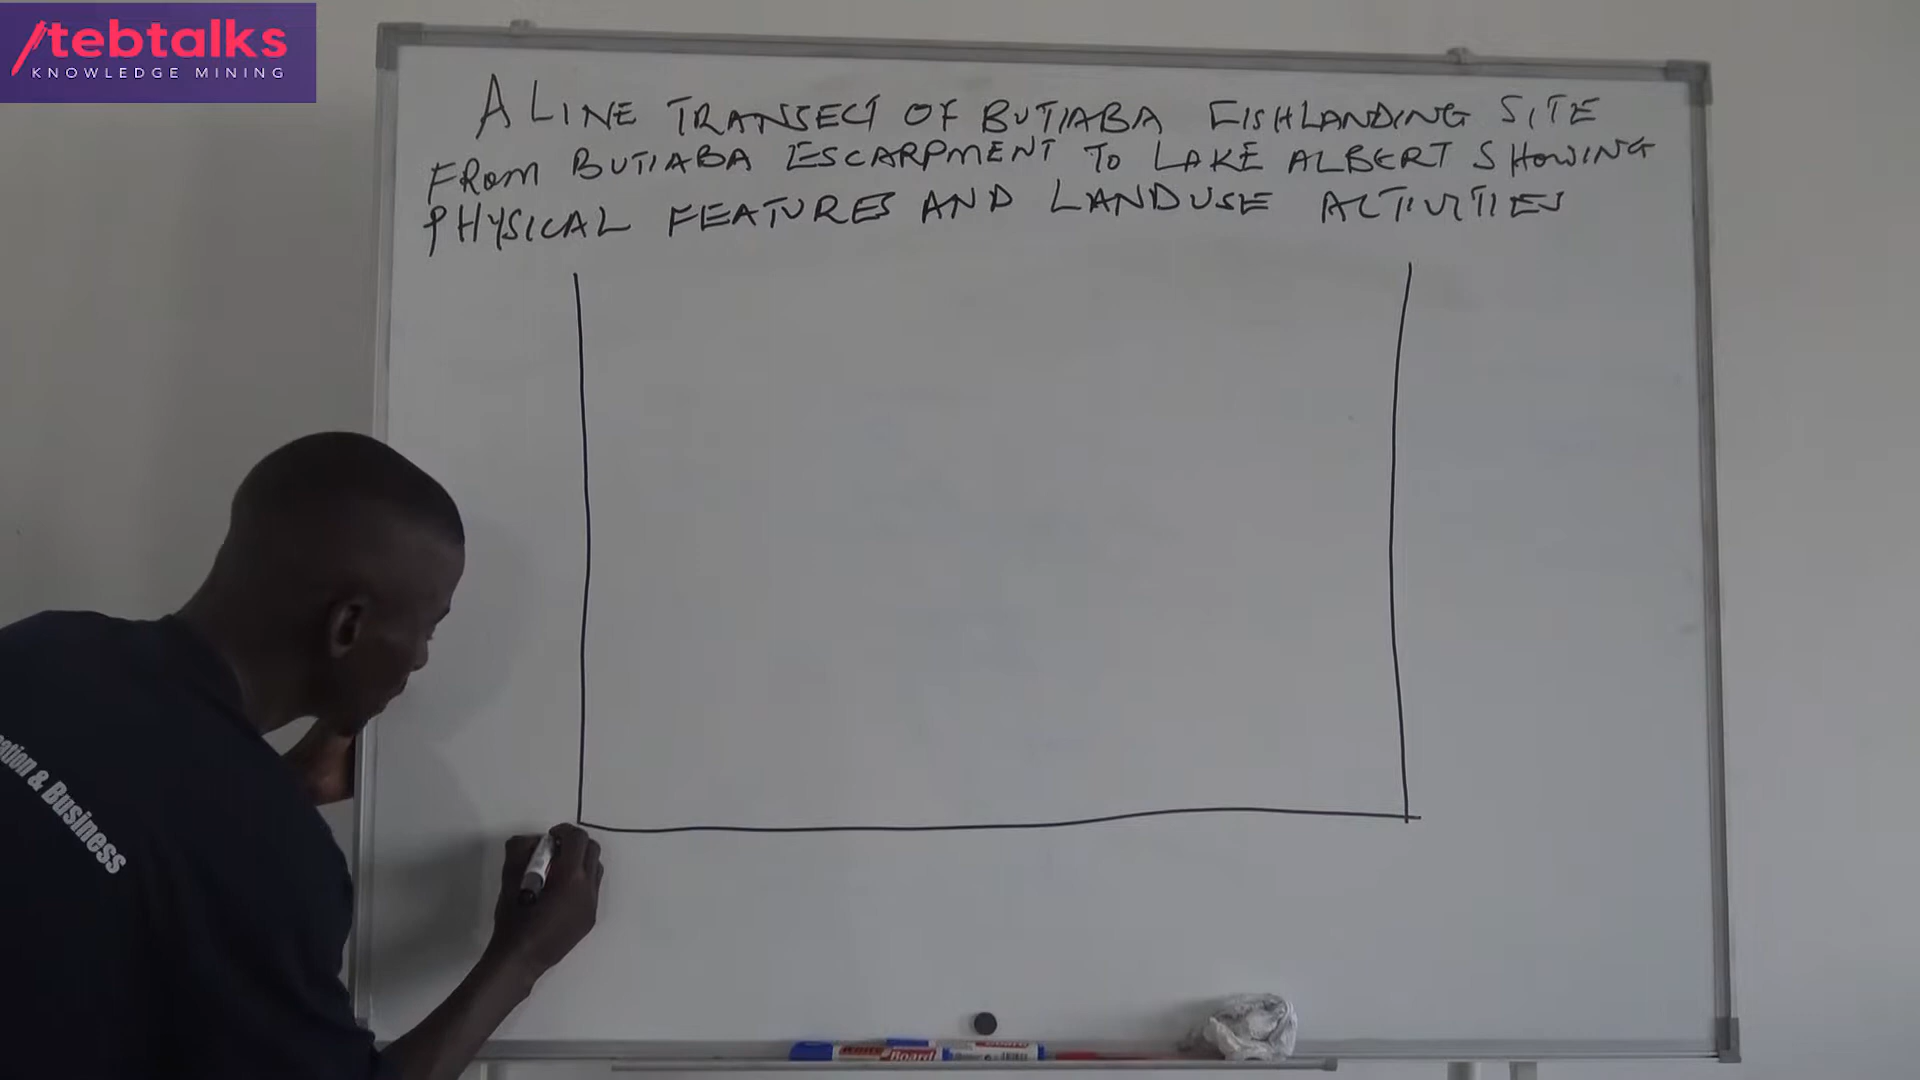 /tebtalks
KNOWLEDGE MINING
A LINE TRANSECT OF BUTIABA FISHLANDING SITE
FROM BUTIABA ESCARPMENT TO LAKE ALBERT SHOWING
PHYSICAL FEATURES AND LANDUSE ACTIVITIES
& Business
Board